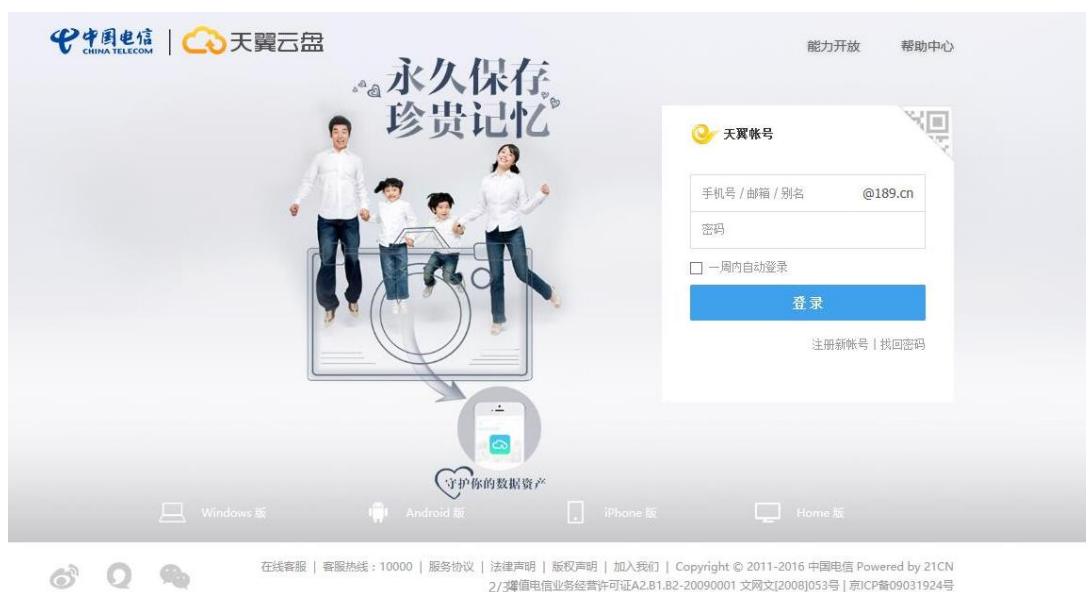 中国电信
CHINA TELECOM
天翼云盘
能力开放 帮助中心
永久保存
珍贵记忆
天翼帐号
手机号 / 邮箱 / 别名 @189.cn
密码
一周内自动登录
登录
注册新帐号 | 找回密码
守护你的数据资产
Windows 版 Android 版 iPhone 版 Home 版
在线客服 | 客服热线:10000 | 服务协议 | 法律声明 | 版权声明 | 加入我们 | Copyright © 2011-2016 中国电信 Powered by 21CN
2/34
增值电信业务经营许可证A2.B1.B2-20090001 文网文[2008]053号 | 京ICP备09031924号